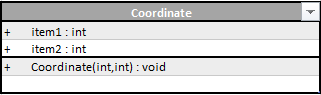 Coordinate
+ item1 : int
+ item2 : int
+ Coordinate(int,int) : void